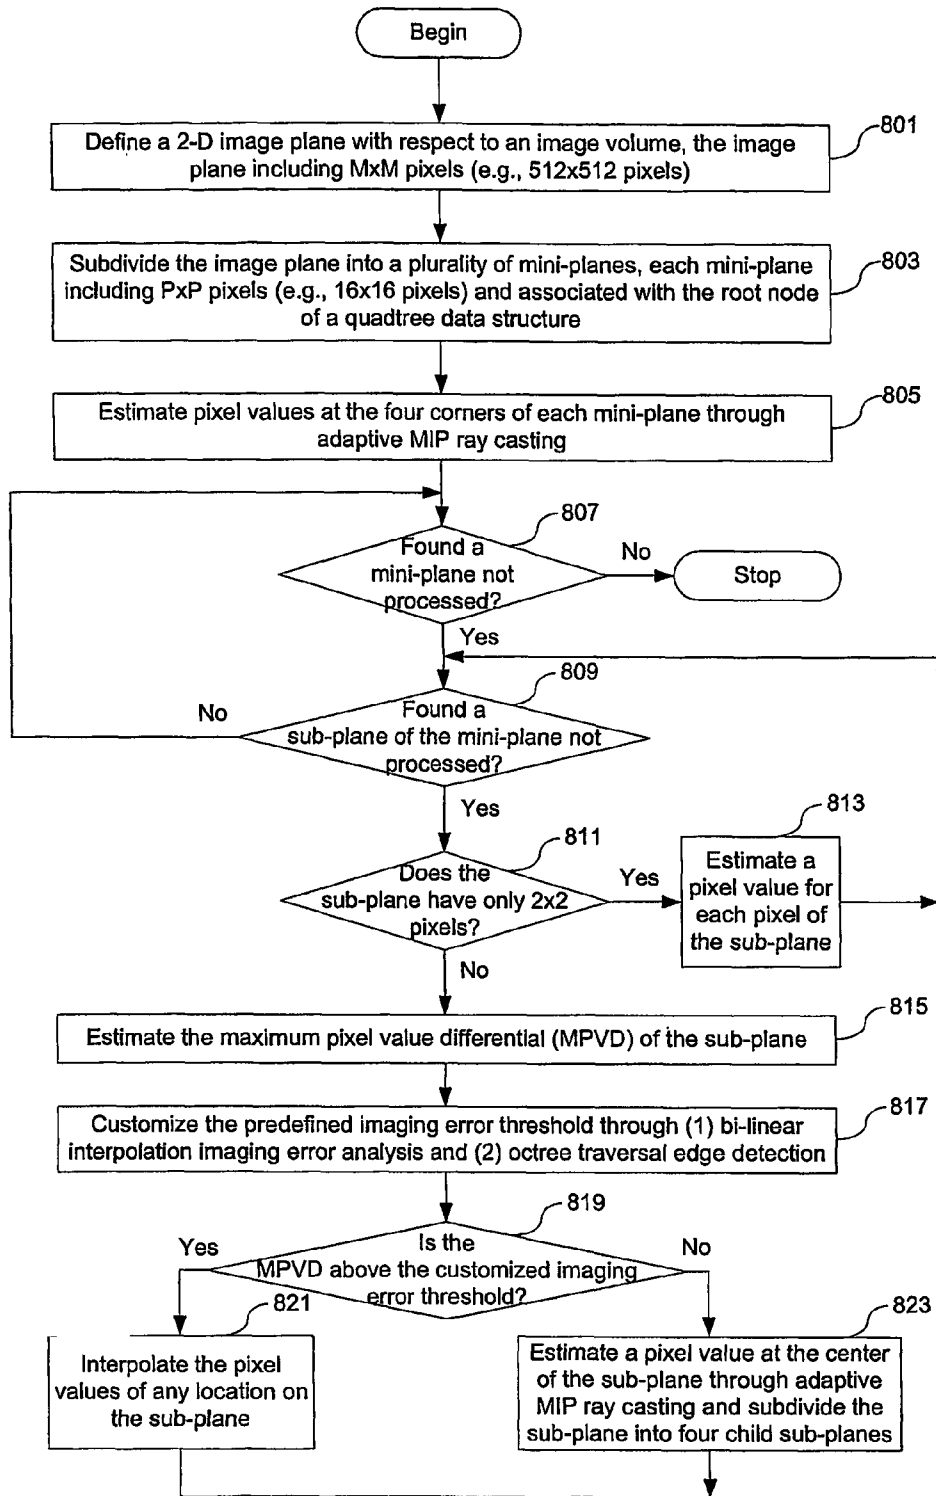 Begin
801
Define a 2-D image plane with respect to an image volume, the image
plane including MxM pixels (e.g., 512x512 pixels)
803
Subdivide the image plane into a plurality of mini-planes, each mini-plane
including PxP pixels (e.g., 16x16 pixels) and associated with the root node
of a quadtree data structure
805
Estimate pixel values at the four corners of each mini-plane through
adaptive MIP ray casting
807
Found a
mini-plane not
processed?
No
Stop
Yes
809
Found a
sub-plane of the mini-plane not
processed?
No
Yes
811
Does the
sub-plane have only 2x2
pixels?
Yes
813
Estimate a
pixel value for
each pixel of
the sub-plane
No
815
Estimate the maximum pixel value differential (MPVD) of the sub-plane
817
Customize the predefined imaging error threshold through (1) bi-linear
interpolation imaging error analysis and (2) octree traversal edge detection
819
Is the
MPVD above the customized imaging
error threshold?
Yes
No
821
Interpolate the pixel
values of any location on
the sub-plane
823
Estimate a pixel value at the center
of the sub-plane through adaptive
MIP ray casting and subdivide the
sub-plane into four child sub-planes